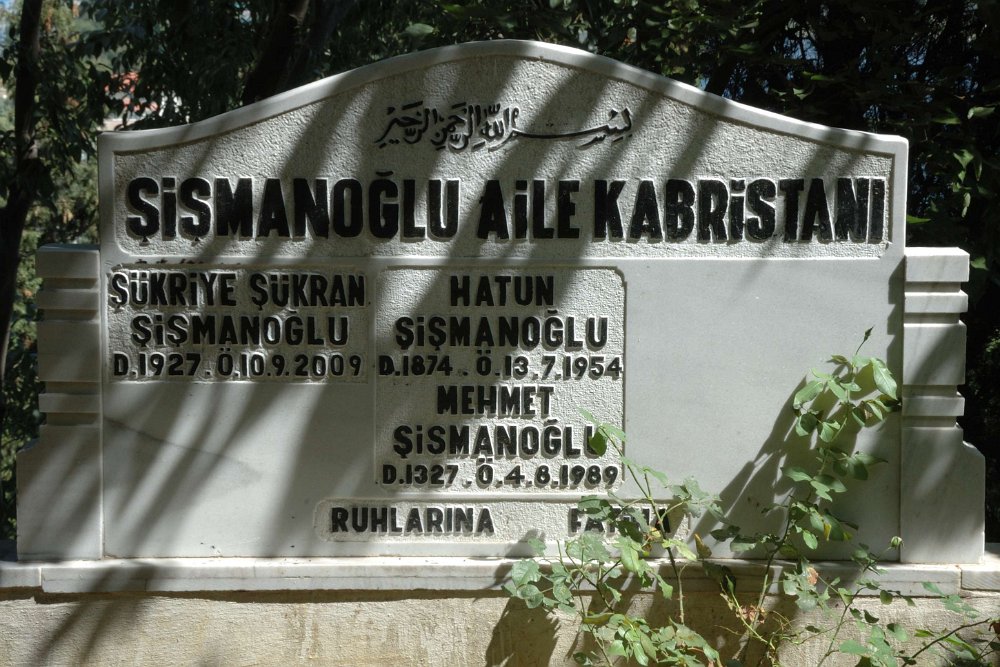 بسم الله الرحمن الرحيم
ŞİŞMANOĞLU AİLE KABRİSTANI
ŞÜKRİYE ŞÜKRAN
ŞİŞMANOĞLU
D.1927.Ö.10.9.2009
HATUN
ŞİŞMANOĞLU
D.1874.Ö.13.7.1954
MEHMET
ŞİŞMANOĞLU
D.1327.Ö.4.6.1989
RUHLARINA